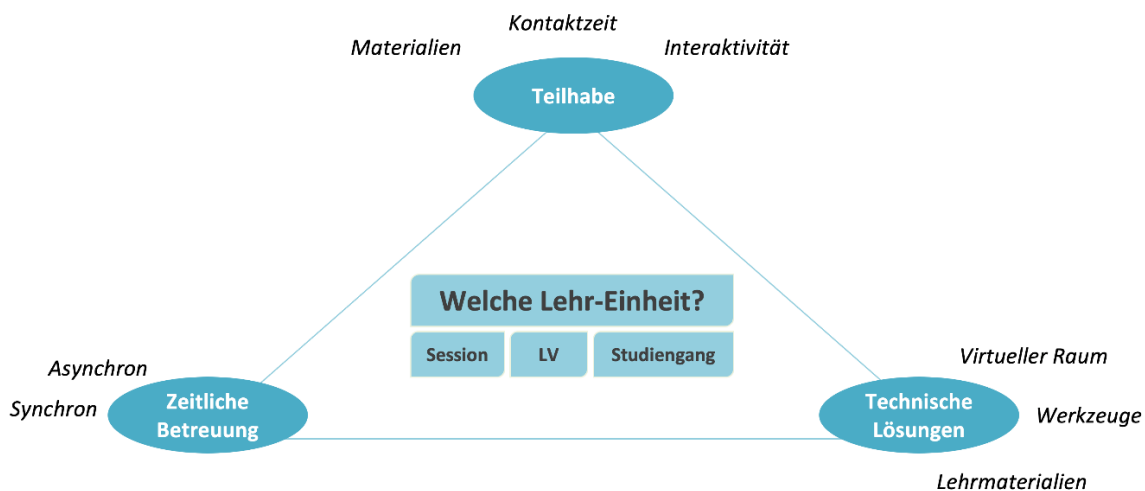 Kontaktzeit
Materialien
Interaktivität
Teilhabe
Welche Lehr-Einheit?
Session
LV
Studiengang
Asynchron
Synchron
Zeitliche
Betreuung
Virtueller Raum
Technische
Lösungen
Werkzeuge
Lehrmaterialien